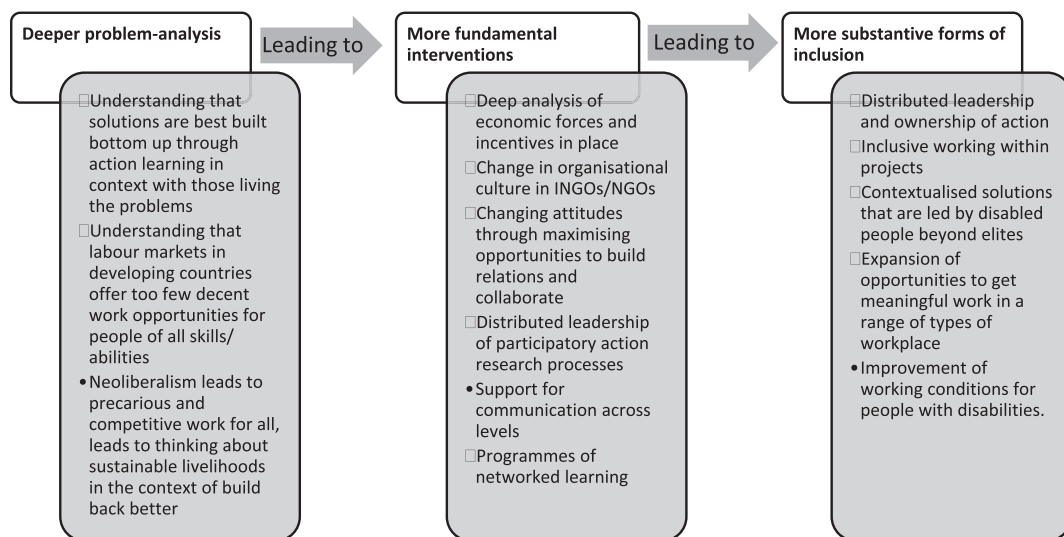 Deeper problem-analysis
□Understanding that
solutions are best built
bottom up through
action learning in
context with those living
the problems
□Understanding that
labour markets in
developing countries
offer too few decent
work opportunities for
people of all skills/
abilities
•Neoliberalism leads to
precarious and
competitive work for all,
leads to thinking about
sustainable livelihoods
in the context of build
back better
Leading to
More fundamental
interventions
□Deep analysis of
economic forces and
incentives in place
□Change in organisational
culture in INGOs/NGOs
□Changing attitudes
through maximising
opportunities to build
relations and
collaborate
□Distributed leadership
of participatory action
research processes
•Support for
communication across
levels
□Programmes of
networked learning
Leading to
More substantive forms of
inclusion
□Distributed leadership
and ownership of action
□Inclusive working within
projects
□Contextualised solutions
that are led by disabled
people beyond elites
□Expansion of
opportunities to get
meaningful work in a
range of types of
workplace
•Improvement of
working conditions for
people with disabilities.